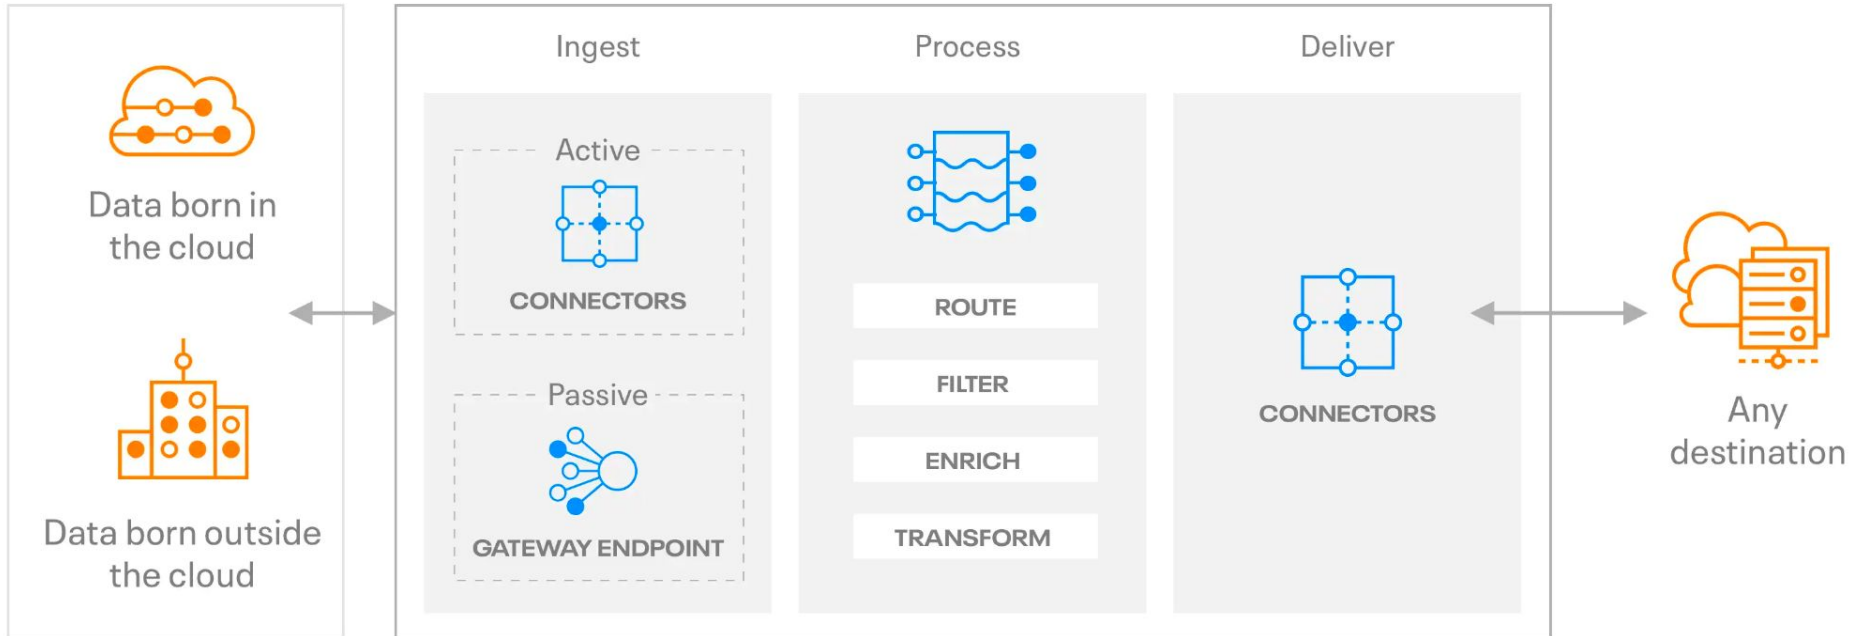 Data born in
the cloud
Data born outside
the cloud
Ingest
Active
CONNECTORS
Passive
GATEWAY ENDPOINT
Process
ROUTE
FILTER
ENRICH
TRANSFORM
Deliver
CONNECTORS
Any
destination